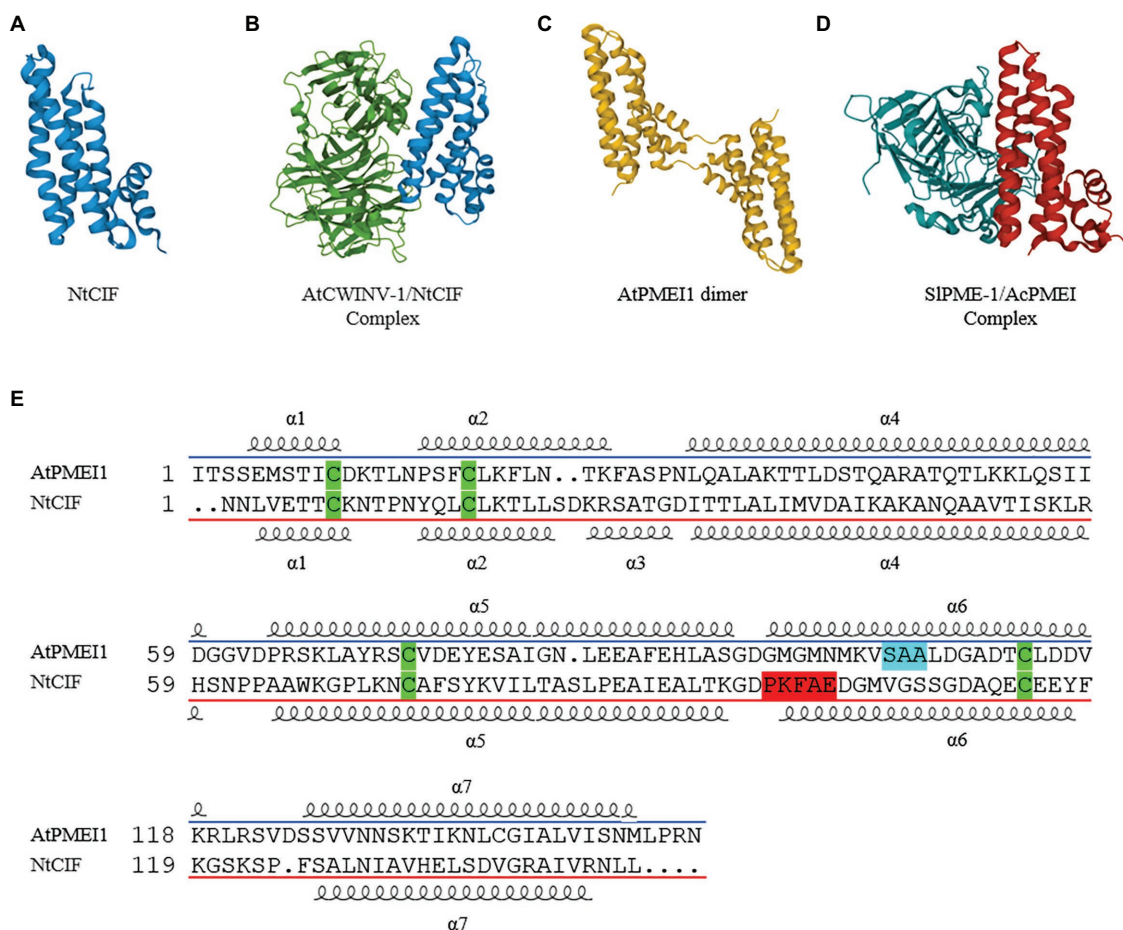 A
B
C
D
NtCIF
AtCWINV-1/NtCIF
Complex
AtPMEI1 dimer
SlPME-1/AcPMEI
Complex
E
α1 α2 α4
AtPMEI1 1 ITSSEMSTICDKTLNPSFCLKFLN..TKFASPNLQALAKTTLDSTQARATQTLKKLQSII
NtCIF 1 ..NNLVETTCKNTPNYQLCLKTLLSDKRSATGDITTLALIMVDAIKAKANQAAVTISKLR
α1 α2 α3 α4
α5 α6
AtPMEI1 59 DGGVDPRSKLAYRSCVDEYESAIGN.LEEAFEHLASGDGMGMNMKVSAALDGADTCLDDV
NtCIF 59 HSNPPAAWKGPLKNCAFSYKVILTASLPEAIEALTKGDPKFAEDGMVGSSGDAQECEEYF
α5 α6
α7
AtPMEI1 118 KRLRSVDSSVVNNSKTIKNLCGIALVISNMLPRN
NtCIF 119 KGSKSP.FSALNIAVHELSDVGRAIVRNLL....
α7